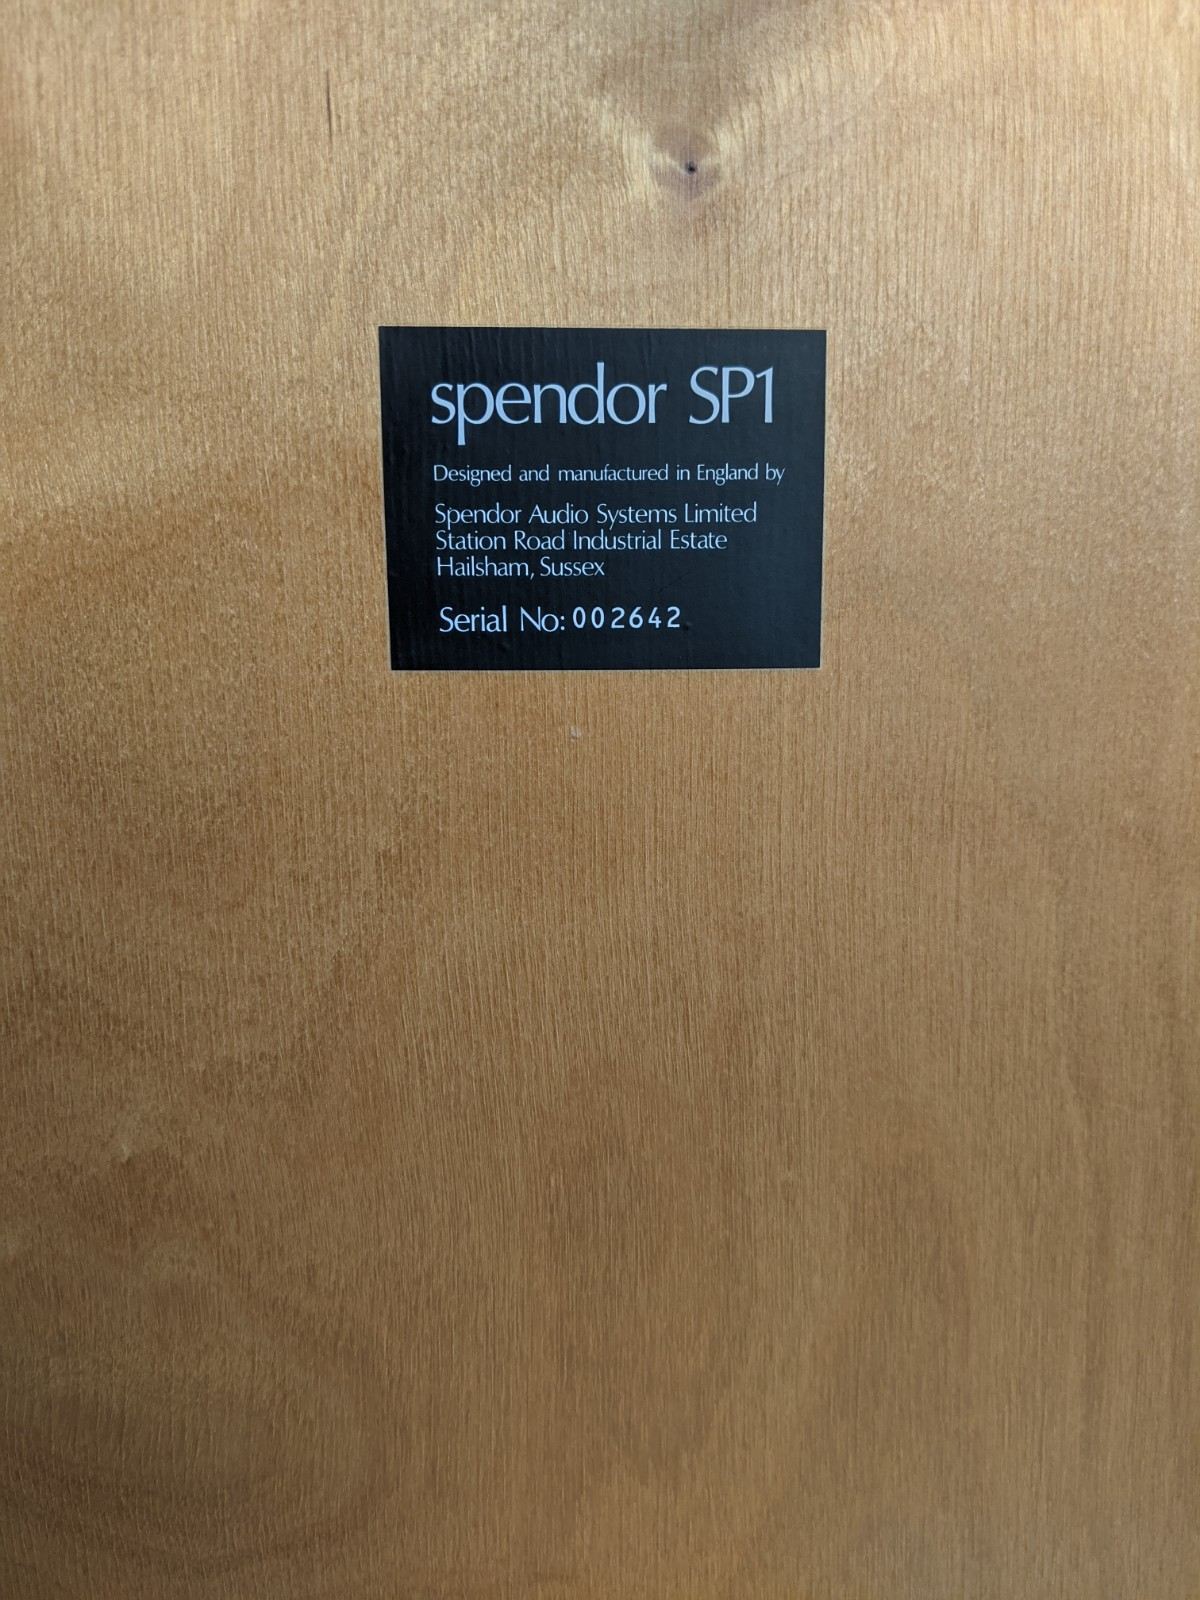 spendor SP1
Designed and manufactured in England by
Spendor Audio Systems Limited
Station Road Industrial Estate
Hailsham, Sussex
Serial No: 002642